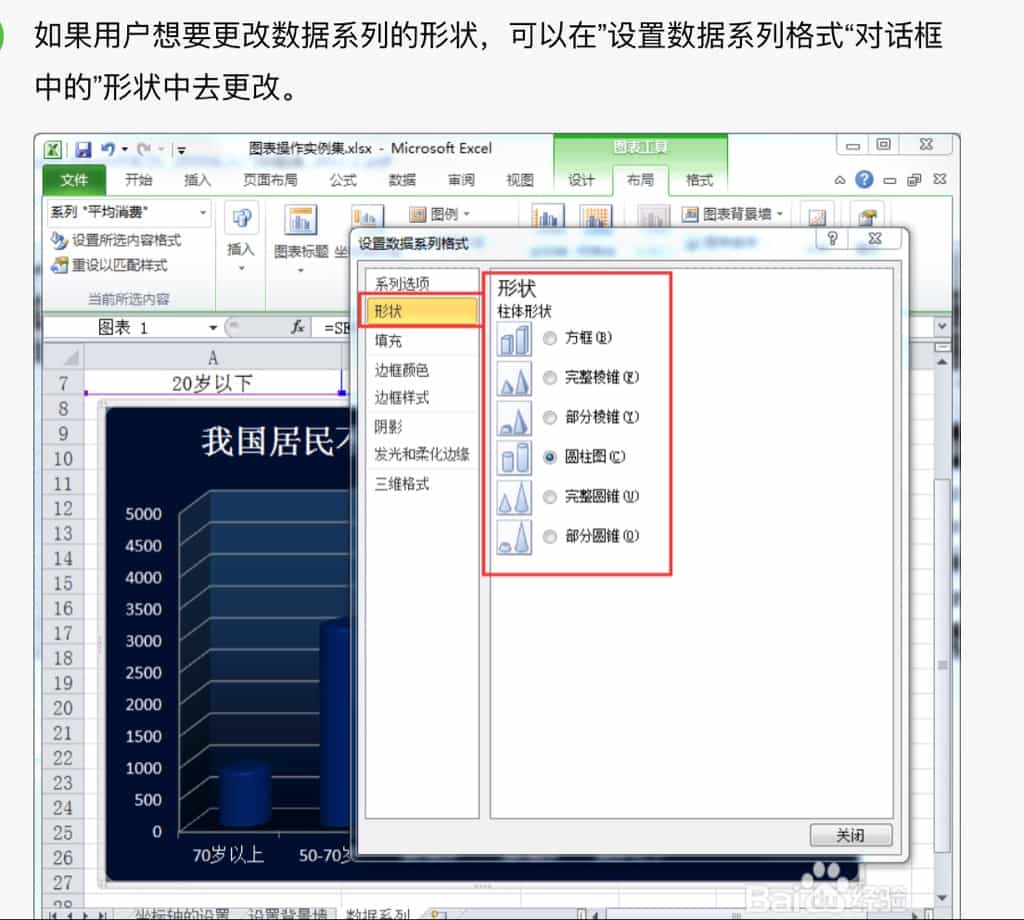 如果用户想要更改数据系列的形状，可以在”设置数据系列格式“对话框
中的”形状中去更改。
图表操作实例集.xlsx - Microsoft Excel
图表工具
文件 开始 插入 页面布局 公式 数据 审阅 视图 设计 布局 格式
系列 "平均消费"
设置所选内容格式
重设以匹配样式
当前所选内容
插入
图表标题 坐
图例
图表背景墙
图表 1
fx
=SE
A
7
20岁以下
8
9
10
11
12
13
14
15
16
17
18
19
20
21
22
23
24
25
26
27
28
我国居民不
5000
4500
4000
3500
3000
2500
2000
1500
1000
500
0
70岁以上
50-70岁
设置数据系列格式
系列选项
形状
填充
边框颜色
边框样式
阴影
发光和柔化边缘
三维格式
形状
柱体形状
方框(B)
完整棱锥(F)
部分棱锥(Y)
圆柱图(C)
完整圆锥(U)
部分圆锥(O)
关闭
坐标轴的设置 设置背景墙 数据系列
Baidu 经验